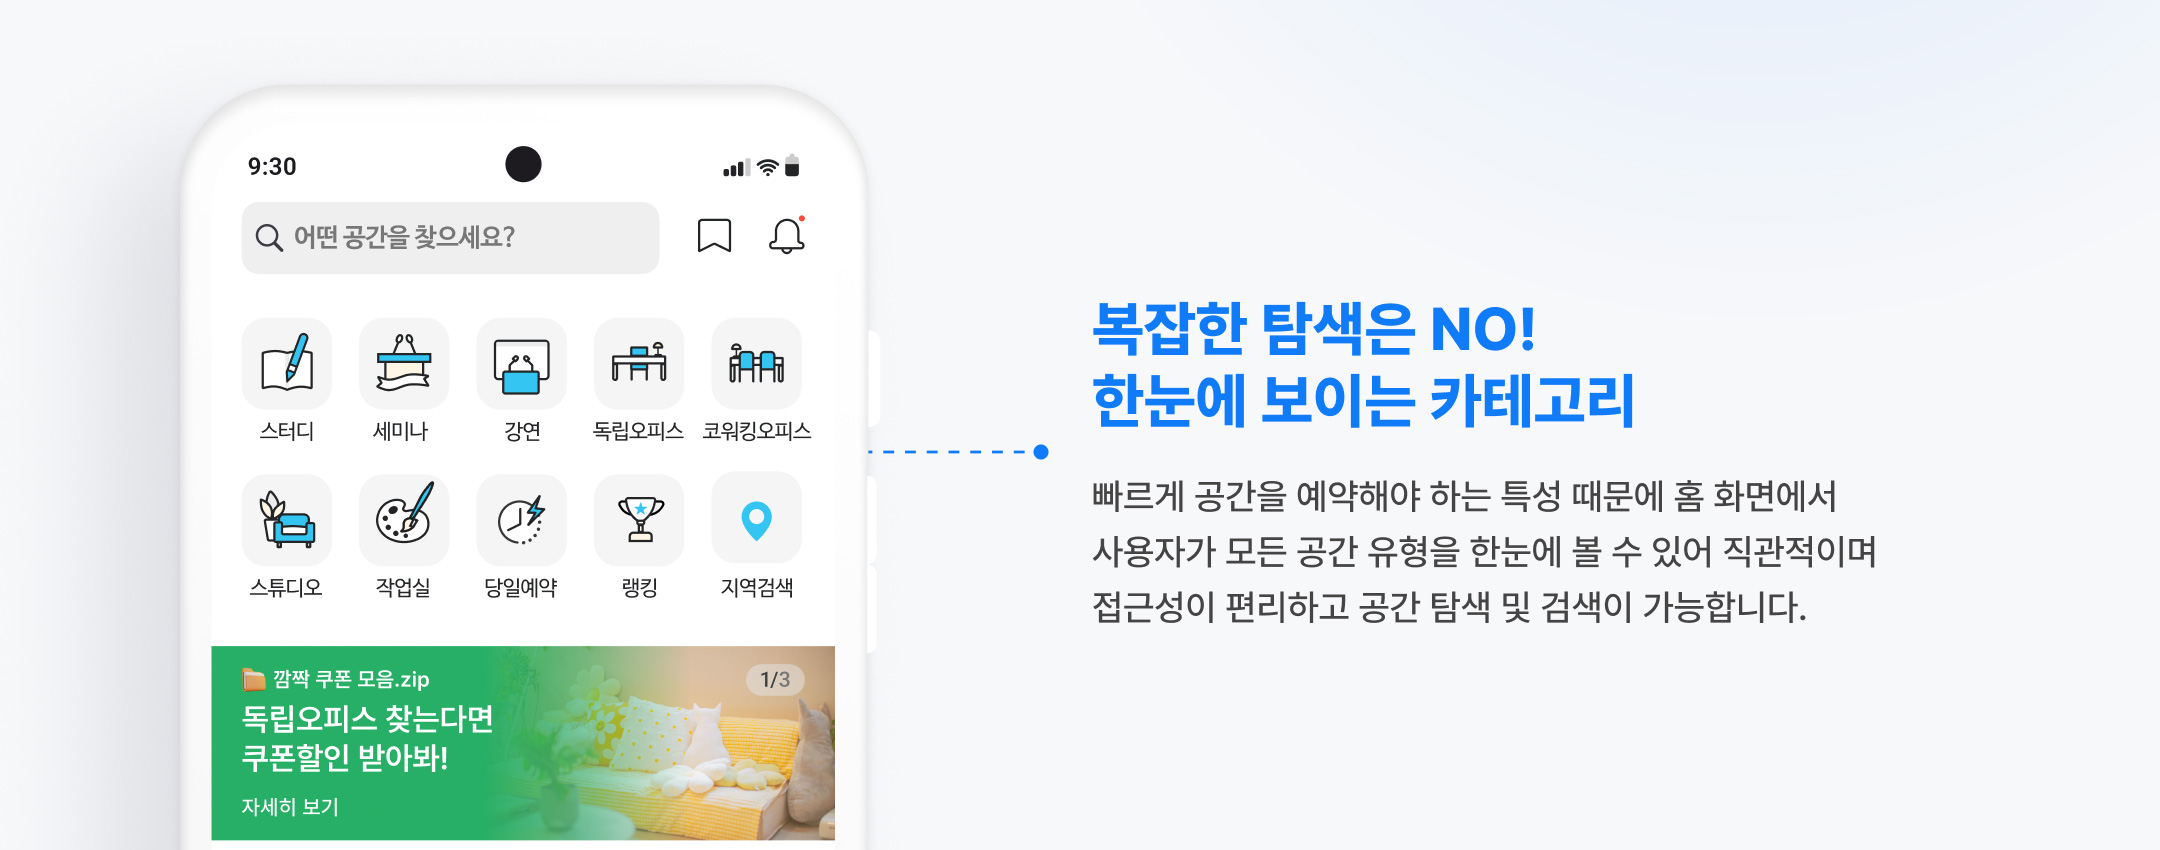 9:30
어떤 공간을 찾으세요?
스터디
세미나
강연
독립오피스
코워킹오피스
스튜디오
작업실
당일예약
랭킹
지역검색
깜짝 쿠폰 모음.zip
1/3
독립오피스 찾는다면
쿠폰할인 받아봐!
자세히 보기
복잡한 탐색은 NO!
한눈에 보이는 카테고리
빠르게 공간을 예약해야 하는 특성 때문에 홈 화면에서
사용자가 모든 공간 유형을 한눈에 볼 수 있어 직관적이며
접근성이 편리하고 공간 탐색 및 검색이 가능합니다.